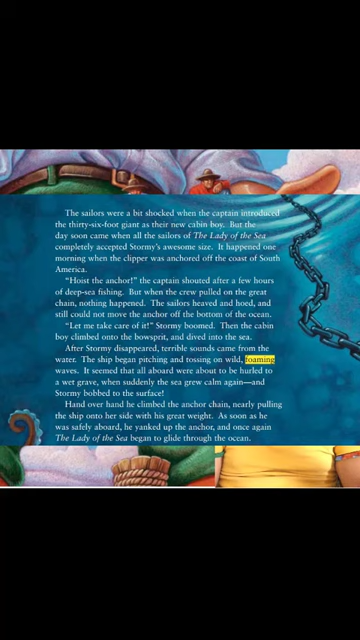 The sailors were a bit shocked when the captain introduced
the thirty-six-foot giant as their new cabin boy. But the
day soon came when all the sailors of The Lady of the Sea
completely accepted Stormy's awesome size. It happened one
morning when the clipper was anchored off the coast of South
America.
"Hoist the anchor!" the captain shouted after a few hours
of deep-sea fishing. But when the crew pulled on the great
chain, nothing happened. The sailors heaved and hoed, and
still could not move the anchor off the bottom of the ocean.
"Let me take care of it!" Stormy boomed. Then the cabin
boy climbed onto the bowsprit, and dived into the sea.
After Stormy disappeared, terrible sounds came from the
water. The ship began pitching and tossing on wild, foaming
waves. It seemed that all aboard were about to be hurled to
a wet grave, when suddenly the sea grew calm again—and
Stormy bobbed to the surface!
Hand over hand he climbed the anchor chain, nearly pulling
the ship onto her side with his great weight. As soon as he
was safely aboard, he yanked up the anchor, and once again
The Lady of the Sea began to glide through the ocean.